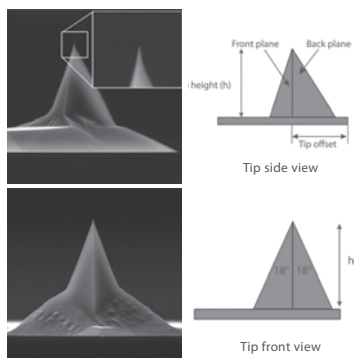 Front plane
Back plane
height (h)
Tip offset
Tip side view
18° 18°
h
Tip front view